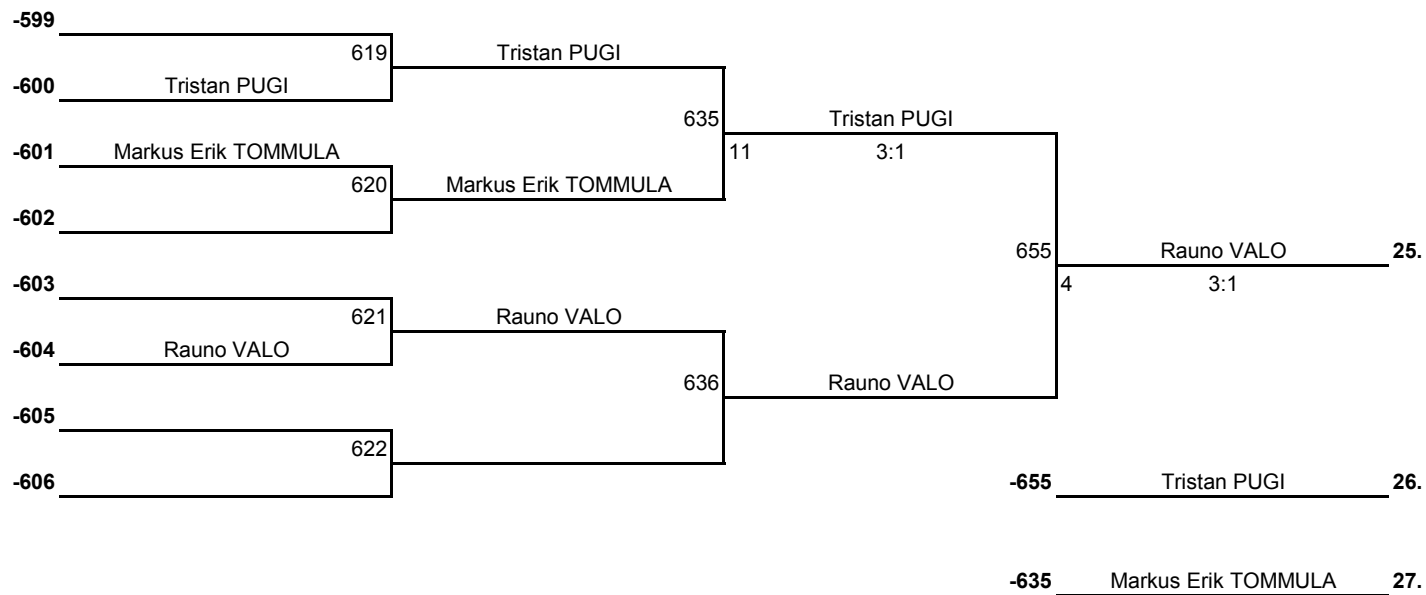 -599
619 Tristan PUGI
-600 Tristan PUGI
635 Tristan PUGI
-601 Markus Erik TOMMULA 11 3:1
620 Markus Erik TOMMULA
-602
655 Rauno VALO 25.
-603 4 3:1
621 Rauno VALO
-604 Rauno VALO
636 Rauno VALO
-605
622
-606 -655 Tristan PUGI 26.
-635 Markus Erik TOMMULA 27.